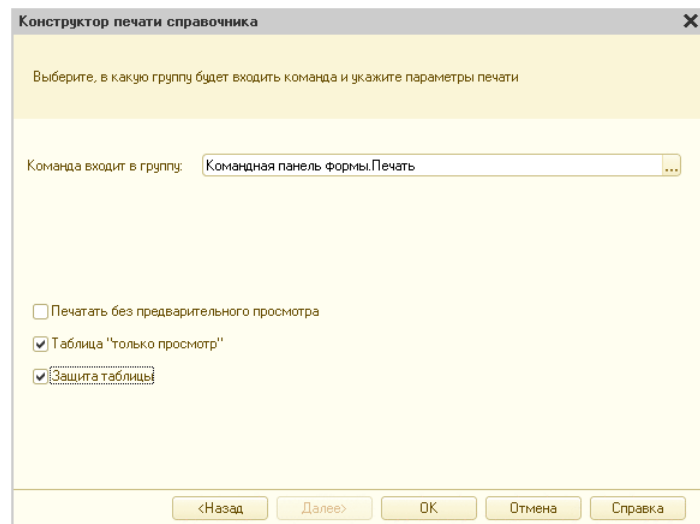 Конструктор печати справочника
Выберите, в какую группу будет входить команда и укажите параметры печати
Команда входит в группу: Командная панель формы.Печать ...
Печатать без предварительного просмотра
Таблица "только просмотр"
Защита таблицы
<Назад Далее> ОК Отмена Справка